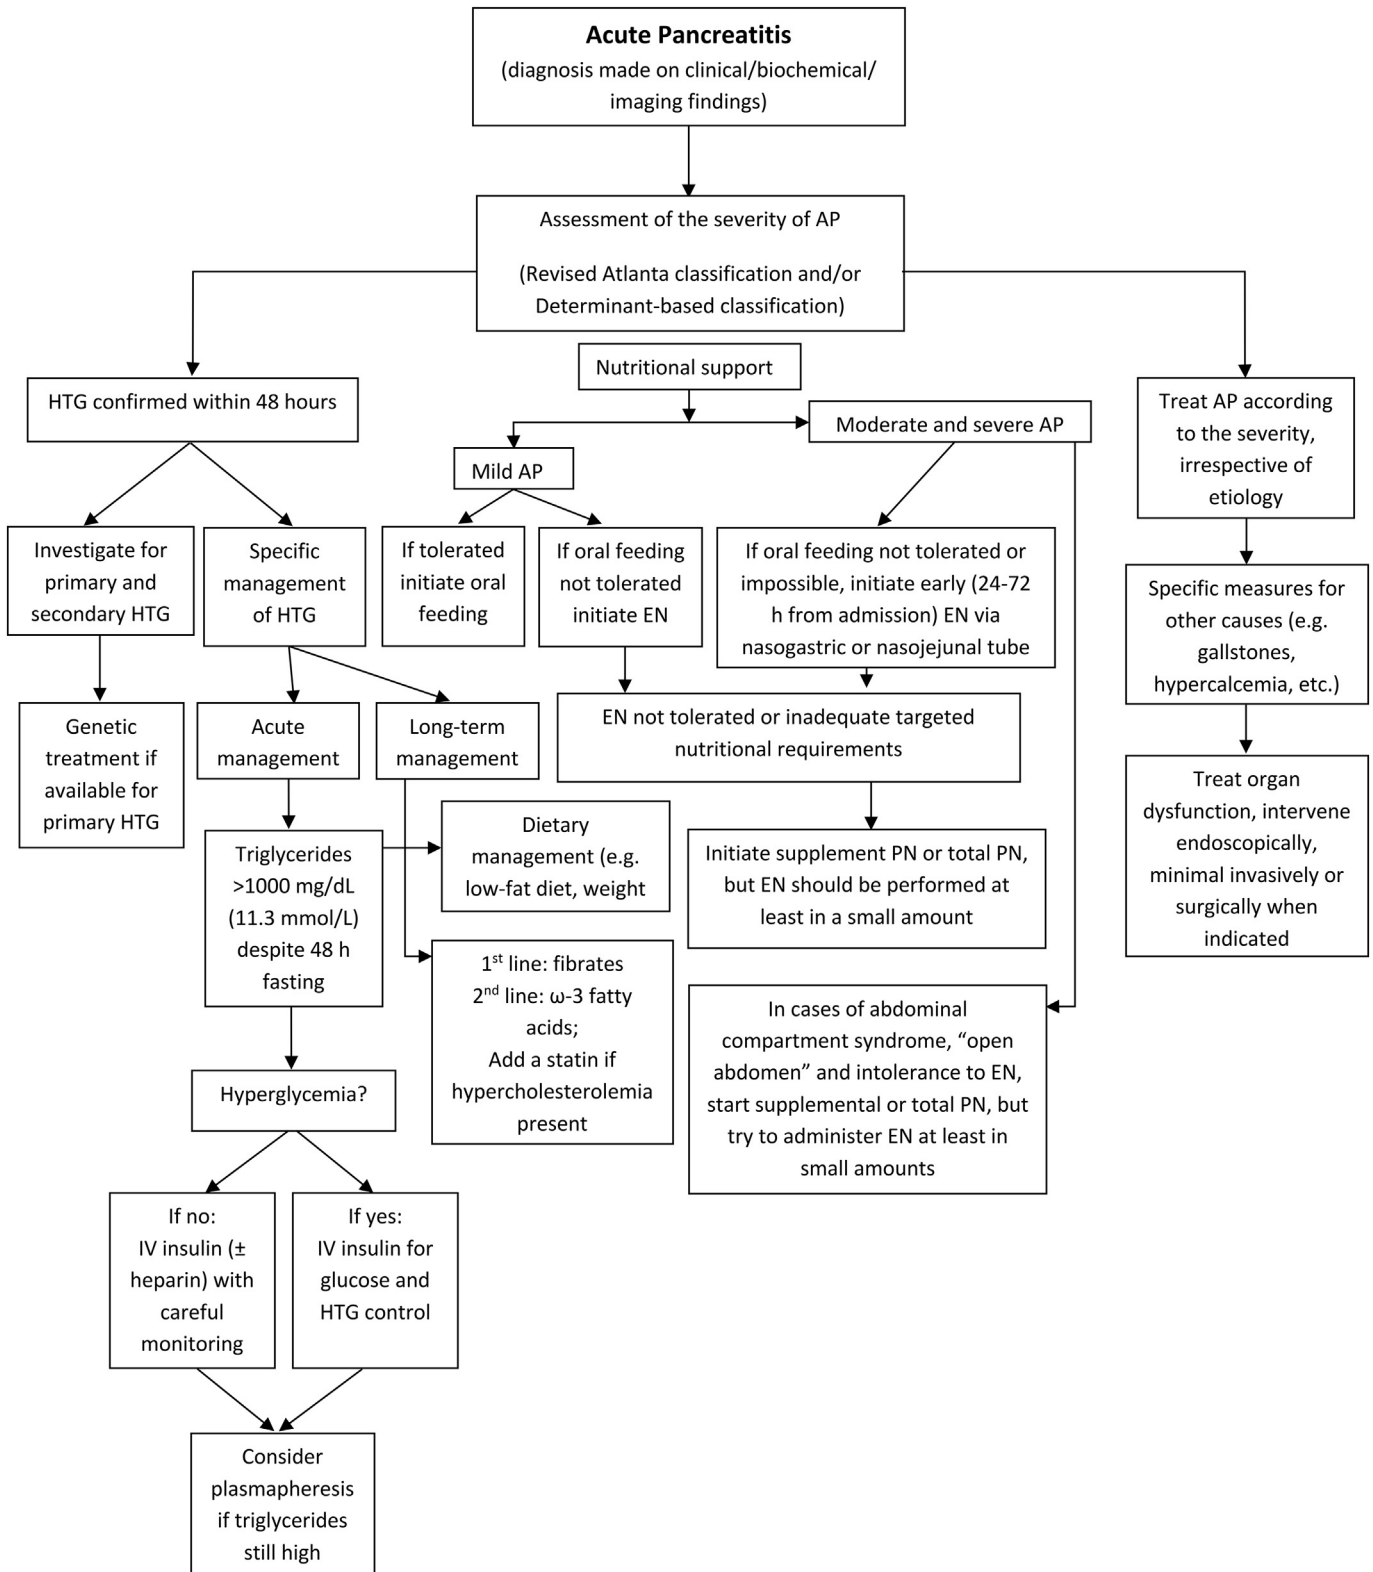 Acute Pancreatitis
(diagnosis made on clinical/biochemical/
imaging findings)
Assessment of the severity of AP
(Revised Atlanta classification and/or
Determinant-based classification)
HTG confirmed within 48 hours
Nutritional support
Treat AP according
to the severity,
irrespective of
etiology
Mild AP
Moderate and severe AP
Investigate for
primary and
secondary HTG
Specific
management
of HTG
If tolerated
initiate oral
feeding
If oral feeding
not tolerated
initiate EN
If oral feeding not tolerated or
impossible, initiate early (24-72
h from admission) EN via
nasogastric or nasojejunal tube
Specific measures for
other causes (e.g.
gallstones,
hypercalcemia, etc.)
Genetic
treatment if
available for
primary HTG
Acute
management
Long-term
management
EN not tolerated or inadequate targeted
nutritional requirements
Treat organ
dysfunction, intervene
endoscopically,
minimal invasively or
surgically when
indicated
Triglycerides
>1000 mg/dL
(11.3 mmol/L)
despite 48 h
fasting
Dietary
management (e.g.
low-fat diet, weight
Initiate supplement PN or total PN,
but EN should be performed at
least in a small amount
1st line: fibrates
2nd line: ω-3 fatty
acids;
Add a statin if
hypercholesterolemia
present
In cases of abdominal
compartment syndrome, “open
abdomen” and intolerance to EN,
start supplemental or total PN, but
try to administer EN at least in
small amounts
Hyperglycemia?
If no:
IV insulin (±
heparin) with
careful
monitoring
If yes:
IV insulin for
glucose and
HTG control
Consider
plasmapheresis
if triglycerides
still high